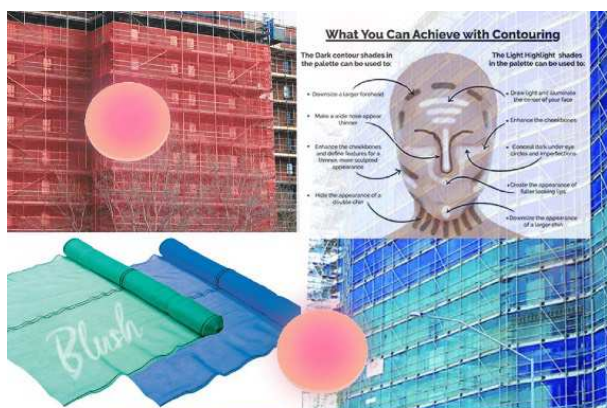 What You Can Achieve with Contouring
The Dark contour shades in
the palette can be used to:
The Light Highlight shades
in the palette can be used to:
Downsize a larger forehead
Make a wide nose appear
thinner
Enhance the cheekbones
and define features for a
thinner, more sculpted
appearance
Hide the appearance of a
double chin
Draw light and illuminate
the center of your face
Enhance the cheekbones
Conceal dark under eye
circles and imperfections
Create the appearance of
fuller looking lips
Downsize the appearance
of a larger chin
Blush